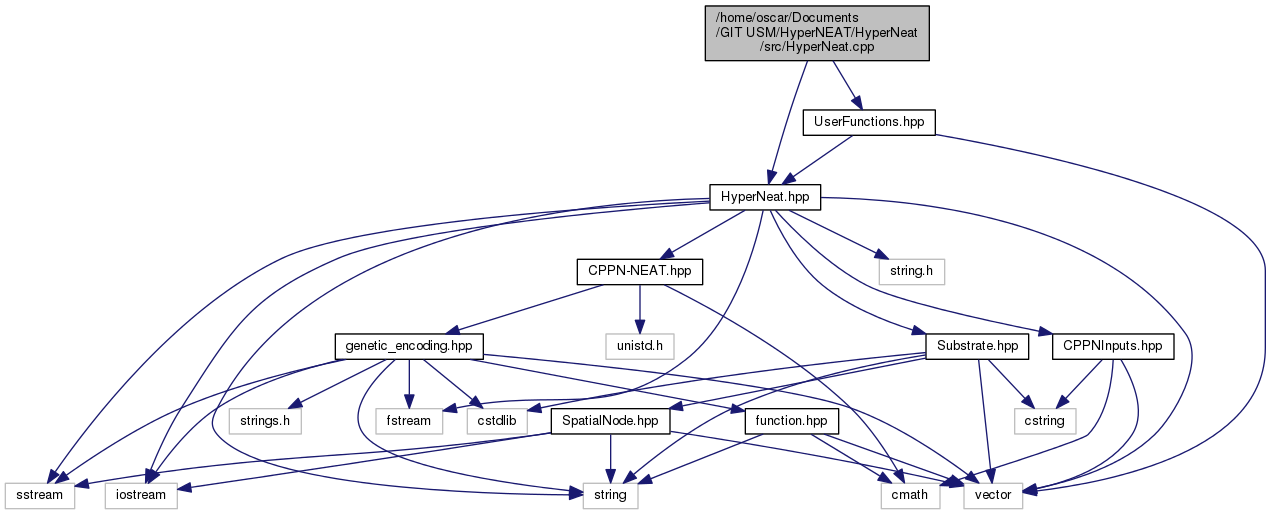 /home/oscar/Documents
/GIT USM/HyperNEAT/HyperNeat
/src/HyperNeat.cpp
UserFunctions.hpp
HyperNeat.hpp
CPPN-NEAT.hpp
string.h
genetic_encoding.hpp
unistd.h
Substrate.hpp
CPPNInputs.hpp
strings.h
fstream
cstdlib
SpatialNode.hpp
function.hpp
cstring
sstream
iostream
string
cmath
vector